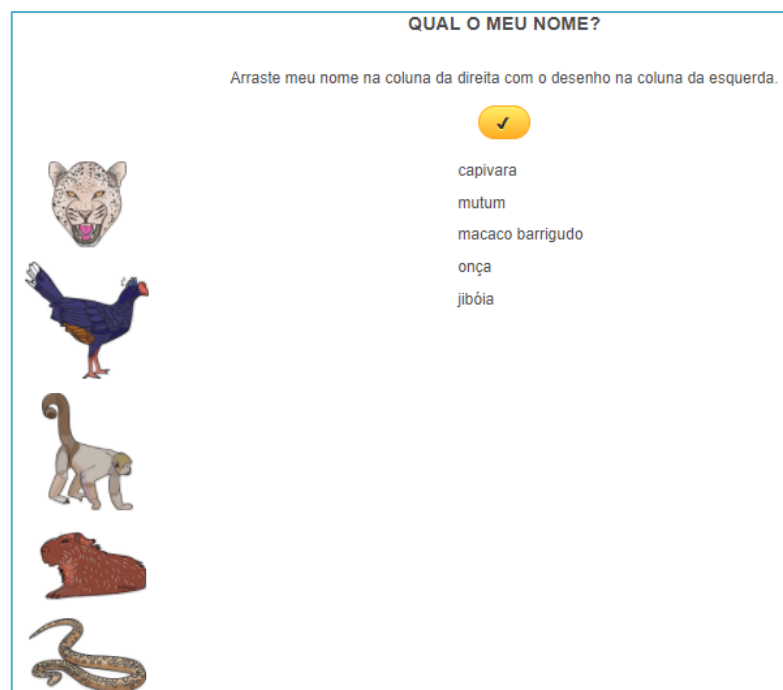 QUAL O MEU NOME?
Arraste meu nome na coluna da direita com o desenho na coluna da esquerda.
capivara
mutum
macaco barrigudo
onça
jibóia